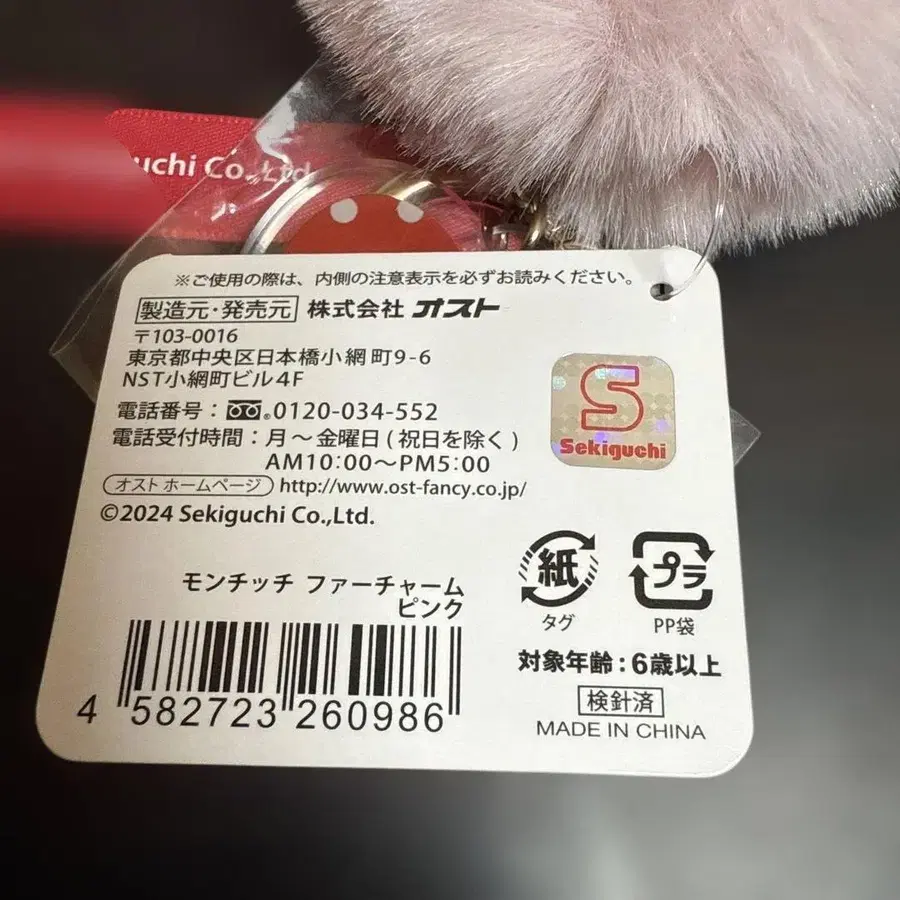 uchi Co.,Ltd
※ご使用の際は、内側の注意表示を必ずお読みください。
製造元・発売元 株式会社 オスト
〒103-0016
東京都中央区日本橋小網町9-6
NST小網町ビル4F
電話番号：0120-034-552
電話受付時間：月～金曜日(祝日を除く)
AM10:00～PM5:00
オスト ホームページ http://www.ost-fancy.co.jp/
©2024 Sekiguchi Co.,Ltd.
S
Sekiguchi
モンチッチ ファーチャーム
ピンク
4 582723 260986
紙
タグ
プラ
PP袋
対象年齢：6歳以上
検針済
MADE IN CHINA